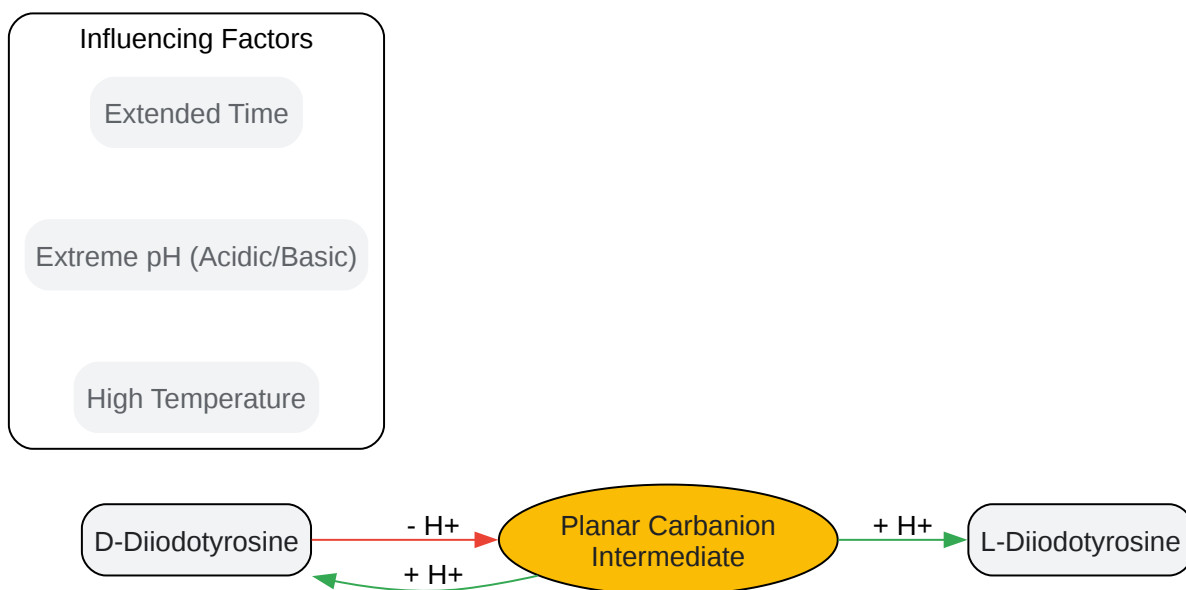 Influencing Factors
Extended Time
Extreme pH (Acidic/Basic)
High Temperature
D-Diiodotyrosine
- H+
+ H+
Planar Carbanion
Intermediate
+ H+
L-Diiodotyrosine